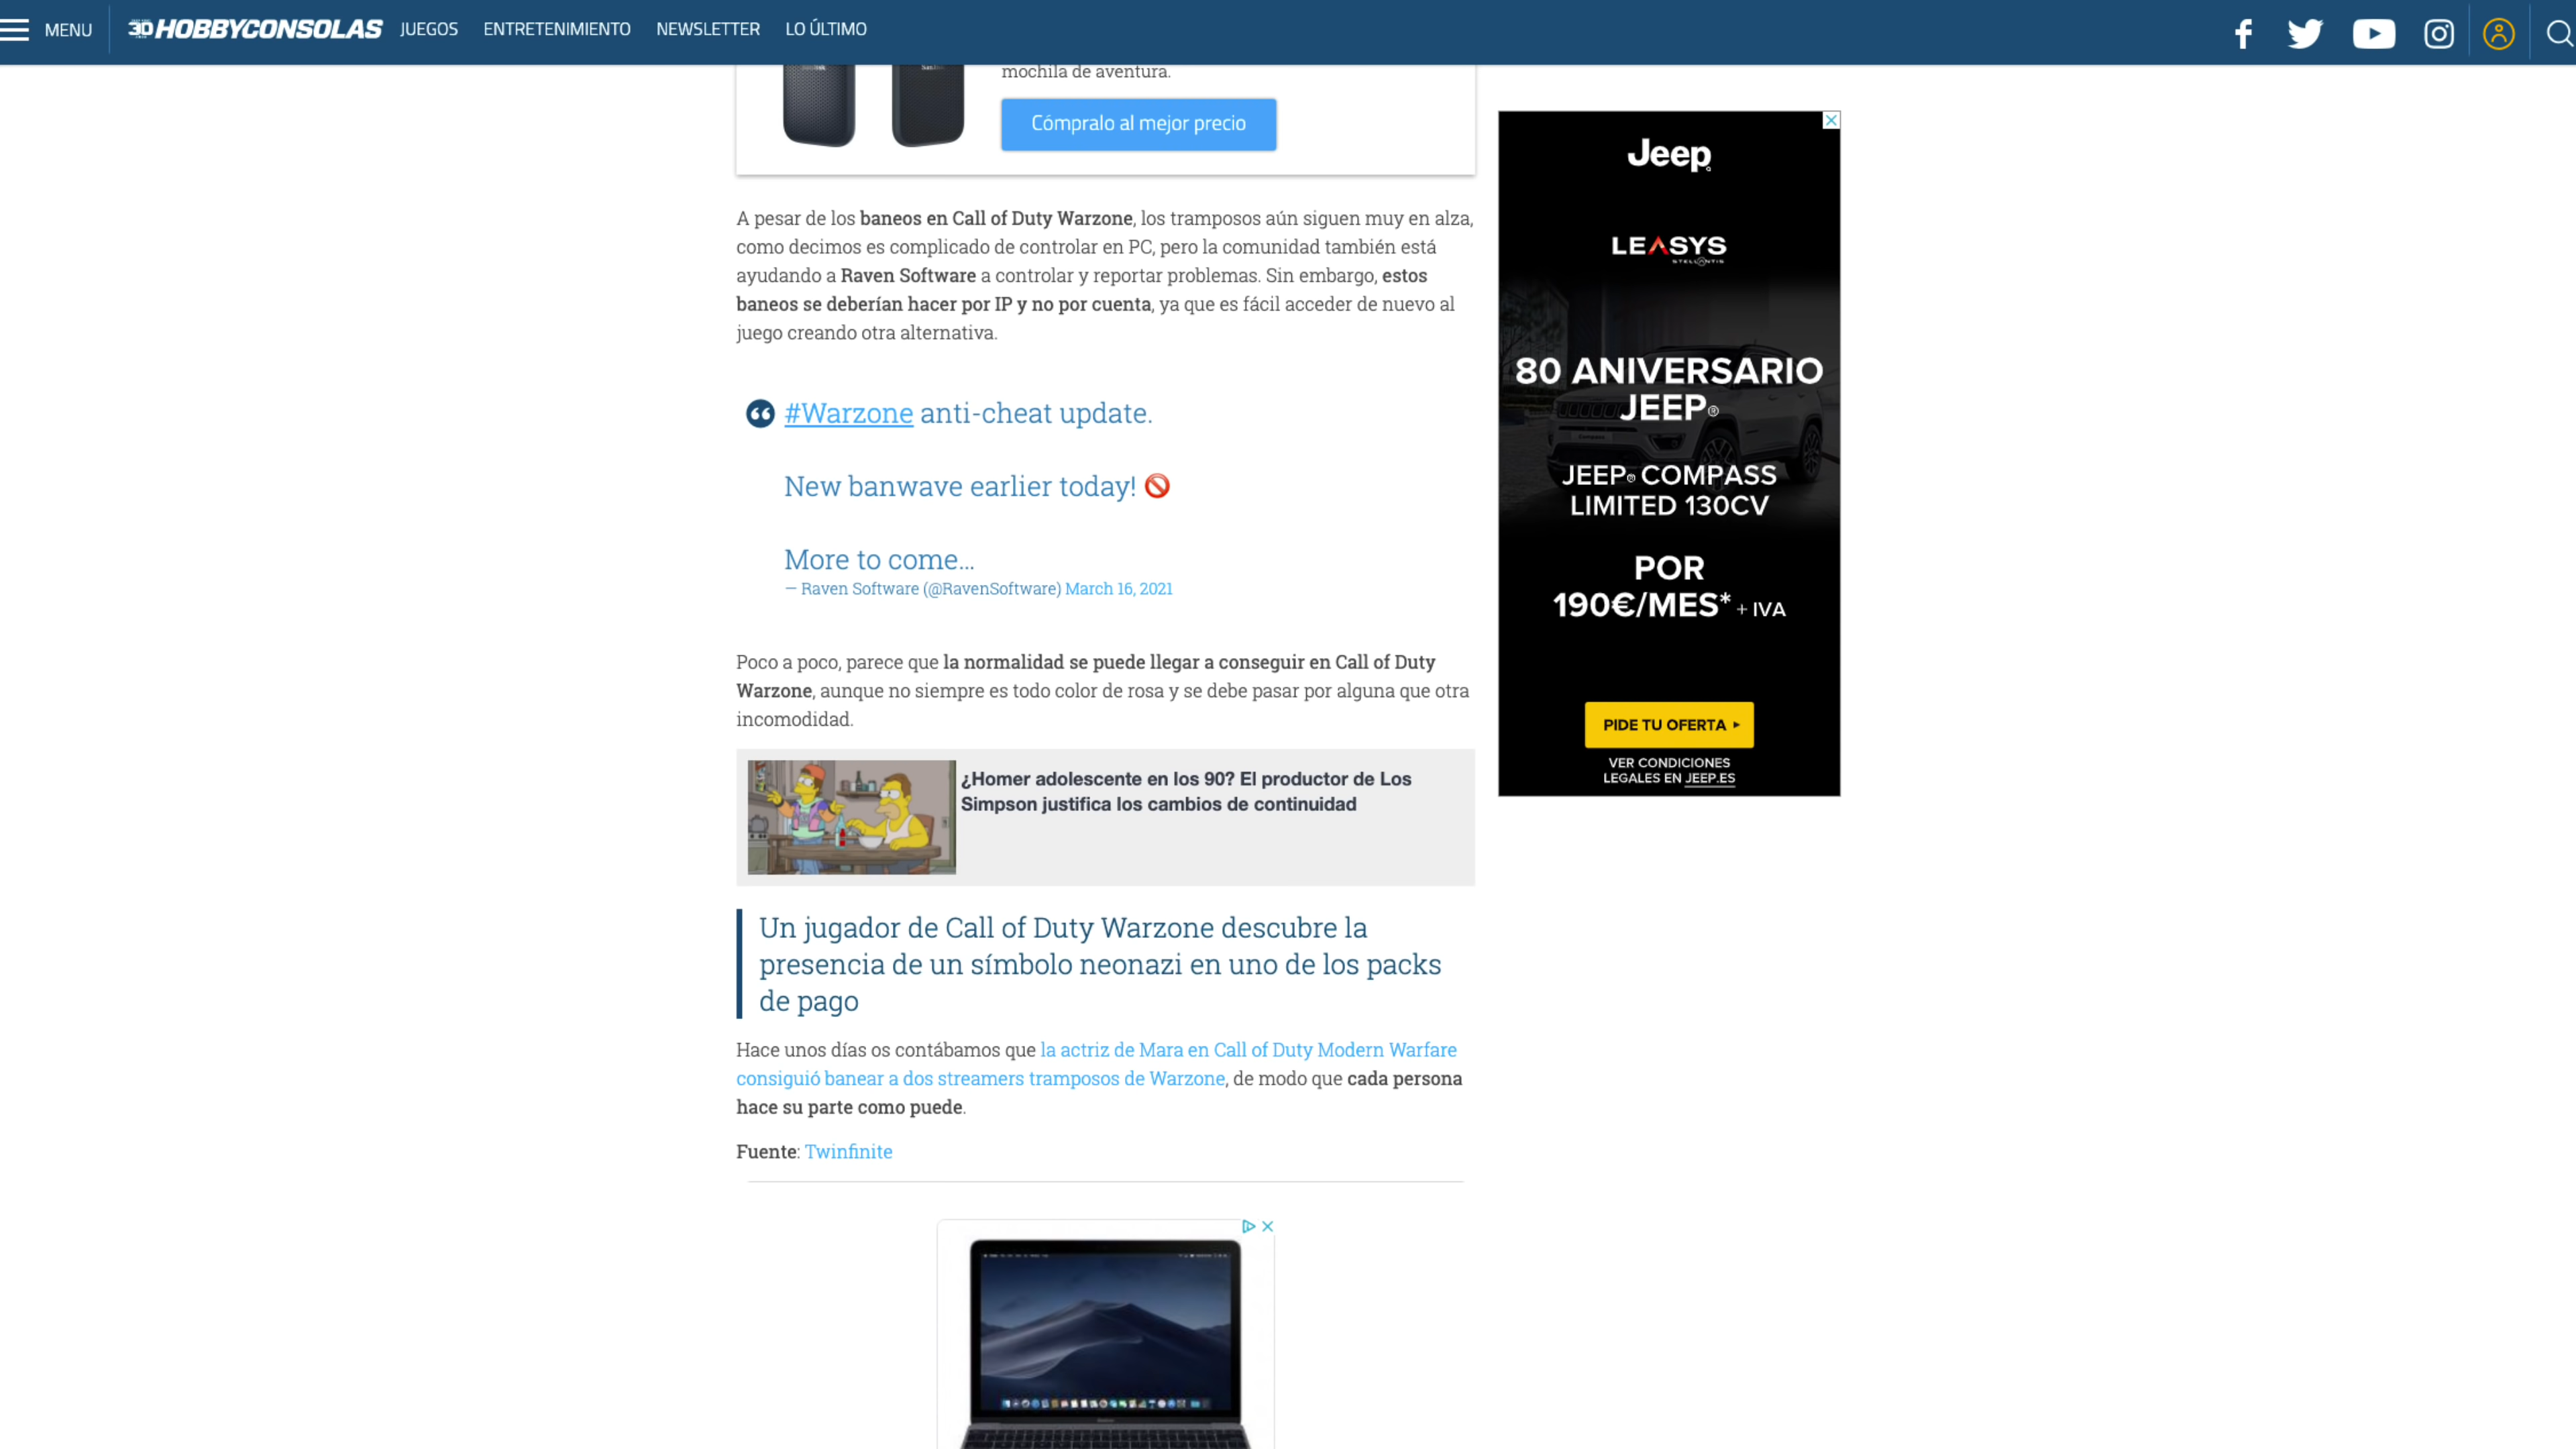 MENU
HOBBYCONSOLAS
JUEGOS
ENTRETENIMIENTO
NEWSLETTER
LO ÚLTIMO
mochila de aventura.
Cómpralo al mejor precio
A pesar de los baneos en Call of Duty Warzone, los tramposos aún siguen muy en alza,
como decimos es complicado de controlar en PC, pero la comunidad también está
ayudando a Raven Software a controlar y reportar problemas. Sin embargo, estos
baneos se deberían hacer por IP y no por cuenta, ya que es fácil acceder de nuevo al
juego creando otra alternativa.
#Warzone anti-cheat update.
New banwave earlier today! 🚫
More to come…
— Raven Software (@RavenSoftware) March 16, 2021
Poco a poco, parece que la normalidad se puede llegar a conseguir en Call of Duty
Warzone, aunque no siempre es todo color de rosa y se debe pasar por alguna que otra
incomodidad.
¿Homer adolescente en los 90? El productor de Los
Simpson justifica los cambios de continuidad
Un jugador de Call of Duty Warzone descubre la
presencia de un símbolo neonazi en uno de los packs
de pago
Hace unos días os contábamos que la actriz de Mara en Call of Duty Modern Warfare
consiguió banear a dos streamers tramposos de Warzone, de modo que cada persona
hace su parte como puede.
Fuente: Twinfinite
Jeep
LEASYS
STELLANTIS
80 ANIVERSARIO
JEEP®
JEEP® COMPASS
LIMITED 130CV
POR
190€/MES* + IVA
PIDE TU OFERTA
VER CONDICIONES
LEGALES EN JEEP.ES